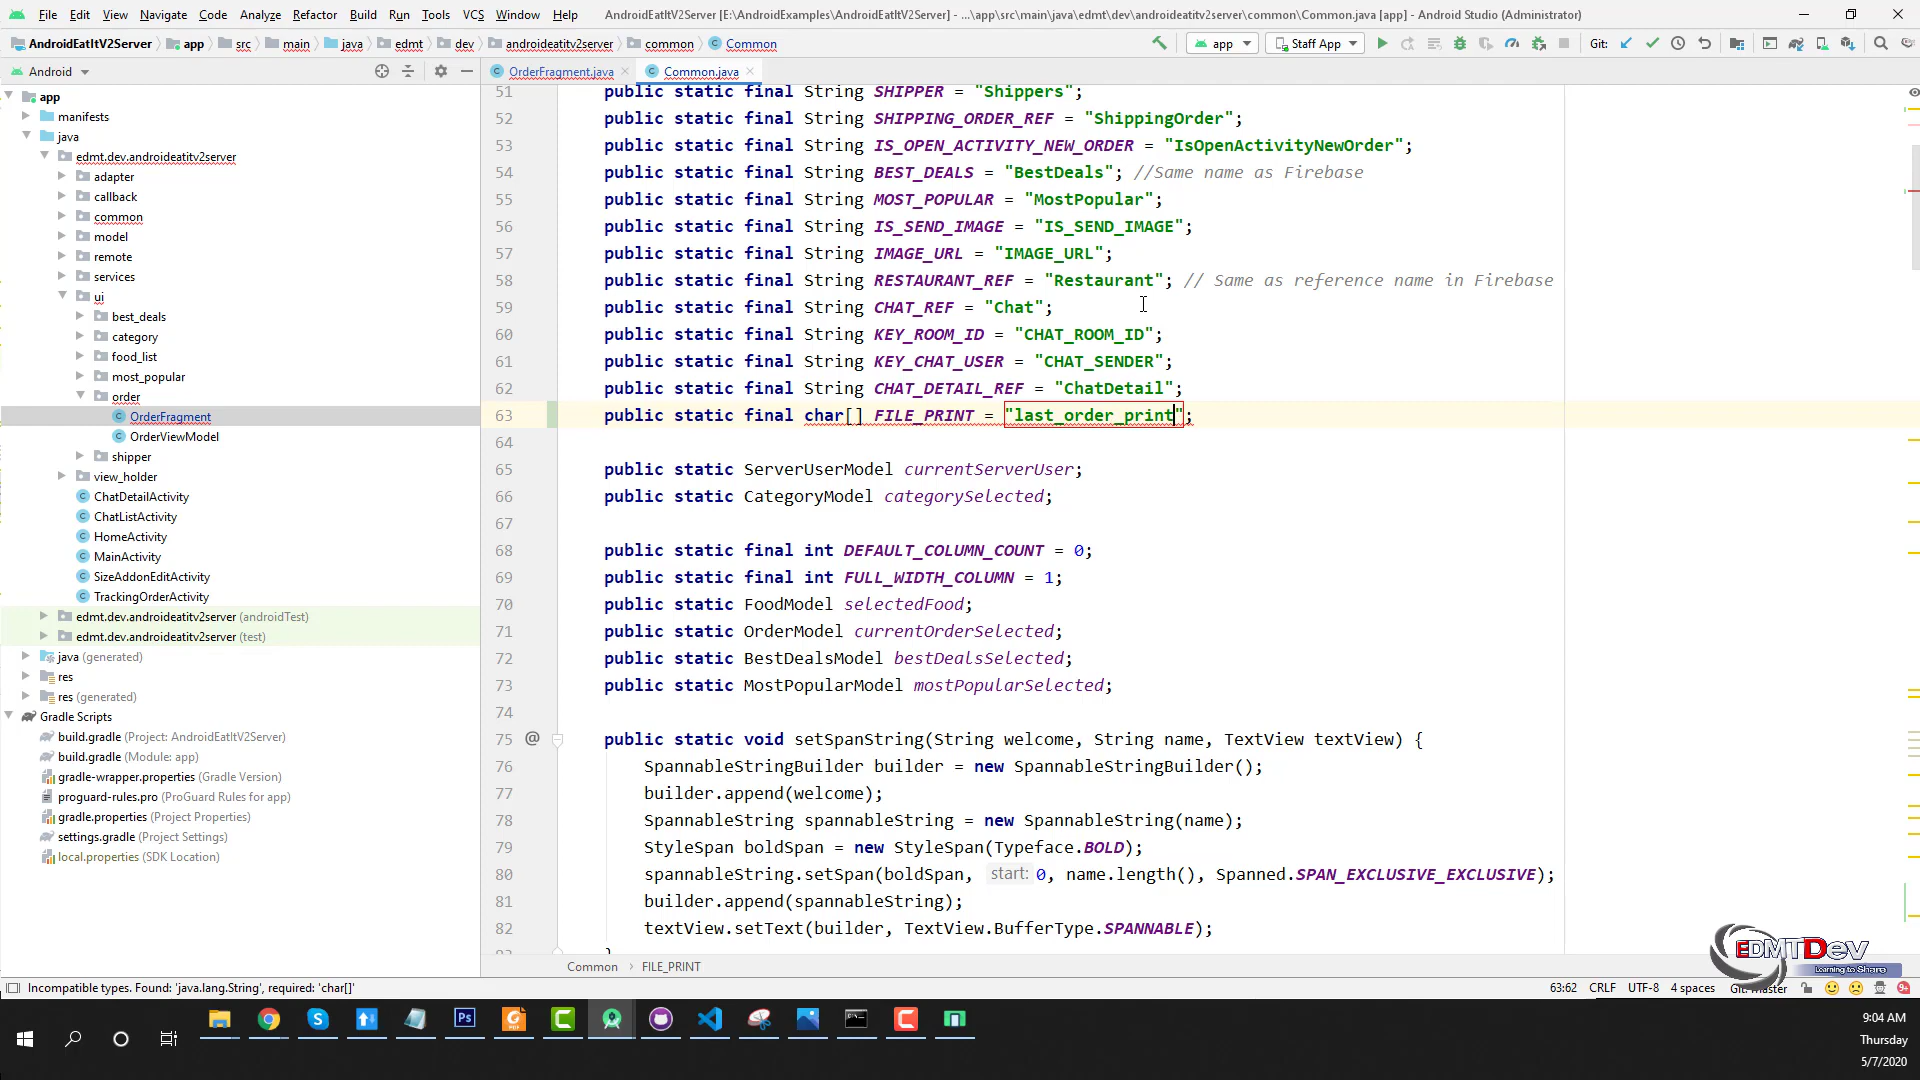 File Edit View Navigate Code Analyze Refactor Build Run Tools VCS Window Help AndroidEatItV2Server [E:\AndroidExamples\AndroidEatItV2Server] - ...\app\src\main\java\edmt\dev\androideatitv2server\common\Common.java [app] - Android Studio (Administrator)
AndroidEatItV2Server app src main java edmt dev androideatitv2server common Common app Staff App Git:
Android OrderFragment.java Common.java
app
manifests
java
edmt.dev.androideatitv2server
adapter
callback
common
model
remote
services
ui
best_deals
category
food_list
most_popular
order
OrderFragment
OrderViewModel
shipper
view_holder
ChatDetailActivity
ChatListActivity
HomeActivity
MainActivity
SizeAddonEditActivity
TrackingOrderActivity
edmt.dev.androideatitv2server (androidTest)
edmt.dev.androideatitv2server (test)
java (generated)
res
res (generated)
Gradle Scripts
build.gradle (Project: AndroidEatItV2Server)
build.gradle (Module: app)
gradle-wrapper.properties (Gradle Version)
proguard-rules.pro (ProGuard Rules for app)
gradle.properties (Project Properties)
settings.gradle (Project Settings)
local.properties (SDK Location)
51 public static final String SHIPPER = "Shippers";
52 public static final String SHIPPING_ORDER_REF = "ShippingOrder";
53 public static final String IS_OPEN_ACTIVITY_NEW_ORDER = "IsOpenActivityNewOrder";
54 public static final String BEST_DEALS = "BestDeals"; //Same name as Firebase
55 public static final String MOST_POPULAR = "MostPopular";
56 public static final String IS_SEND_IMAGE = "IS_SEND_IMAGE";
57 public static final String IMAGE_URL = "IMAGE_URL";
58 public static final String RESTAURANT_REF = "Restaurant"; // Same as reference name in Firebase
59 public static final String CHAT_REF = "Chat";
60 public static final String KEY_ROOM_ID = "CHAT_ROOM_ID";
61 public static final String KEY_CHAT_USER = "CHAT_SENDER";
62 public static final String CHAT_DETAIL_REF = "ChatDetail";
63 public static final char[] FILE_PRINT = "last_order_print";
64
65 public static ServerUserModel currentServerUser;
66 public static CategoryModel categorySelected;
67
68 public static final int DEFAULT_COLUMN_COUNT = 0;
69 public static final int FULL_WIDTH_COLUMN = 1;
70 public static FoodModel selectedFood;
71 public static OrderModel currentOrderSelected;
72 public static BestDealsModel bestDealsSelected;
73 public static MostPopularModel mostPopularSelected;
74
75 @ public static void setSpanString(String welcome, String name, TextView textView) {
76 SpannableStringBuilder builder = new SpannableStringBuilder();
77 builder.append(welcome);
78 SpannableString spannableString = new SpannableString(name);
79 StyleSpan boldSpan = new StyleSpan(Typeface.BOLD);
80 spannableString.setSpan(boldSpan, start: 0, name.length(), Spanned.SPAN_EXCLUSIVE_EXCLUSIVE);
81 builder.append(spannableString);
82 textView.setText(builder, TextView.BufferType.SPANNABLE);
EDMTDev
Learning to Share
Common FILE_PRINT
Incompatible types. Found: 'java.lang.String', required: 'char[]' 63:62 CRLF UTF-8 4 spaces Git: master
9:04 AM
Thursday
5/7/2020